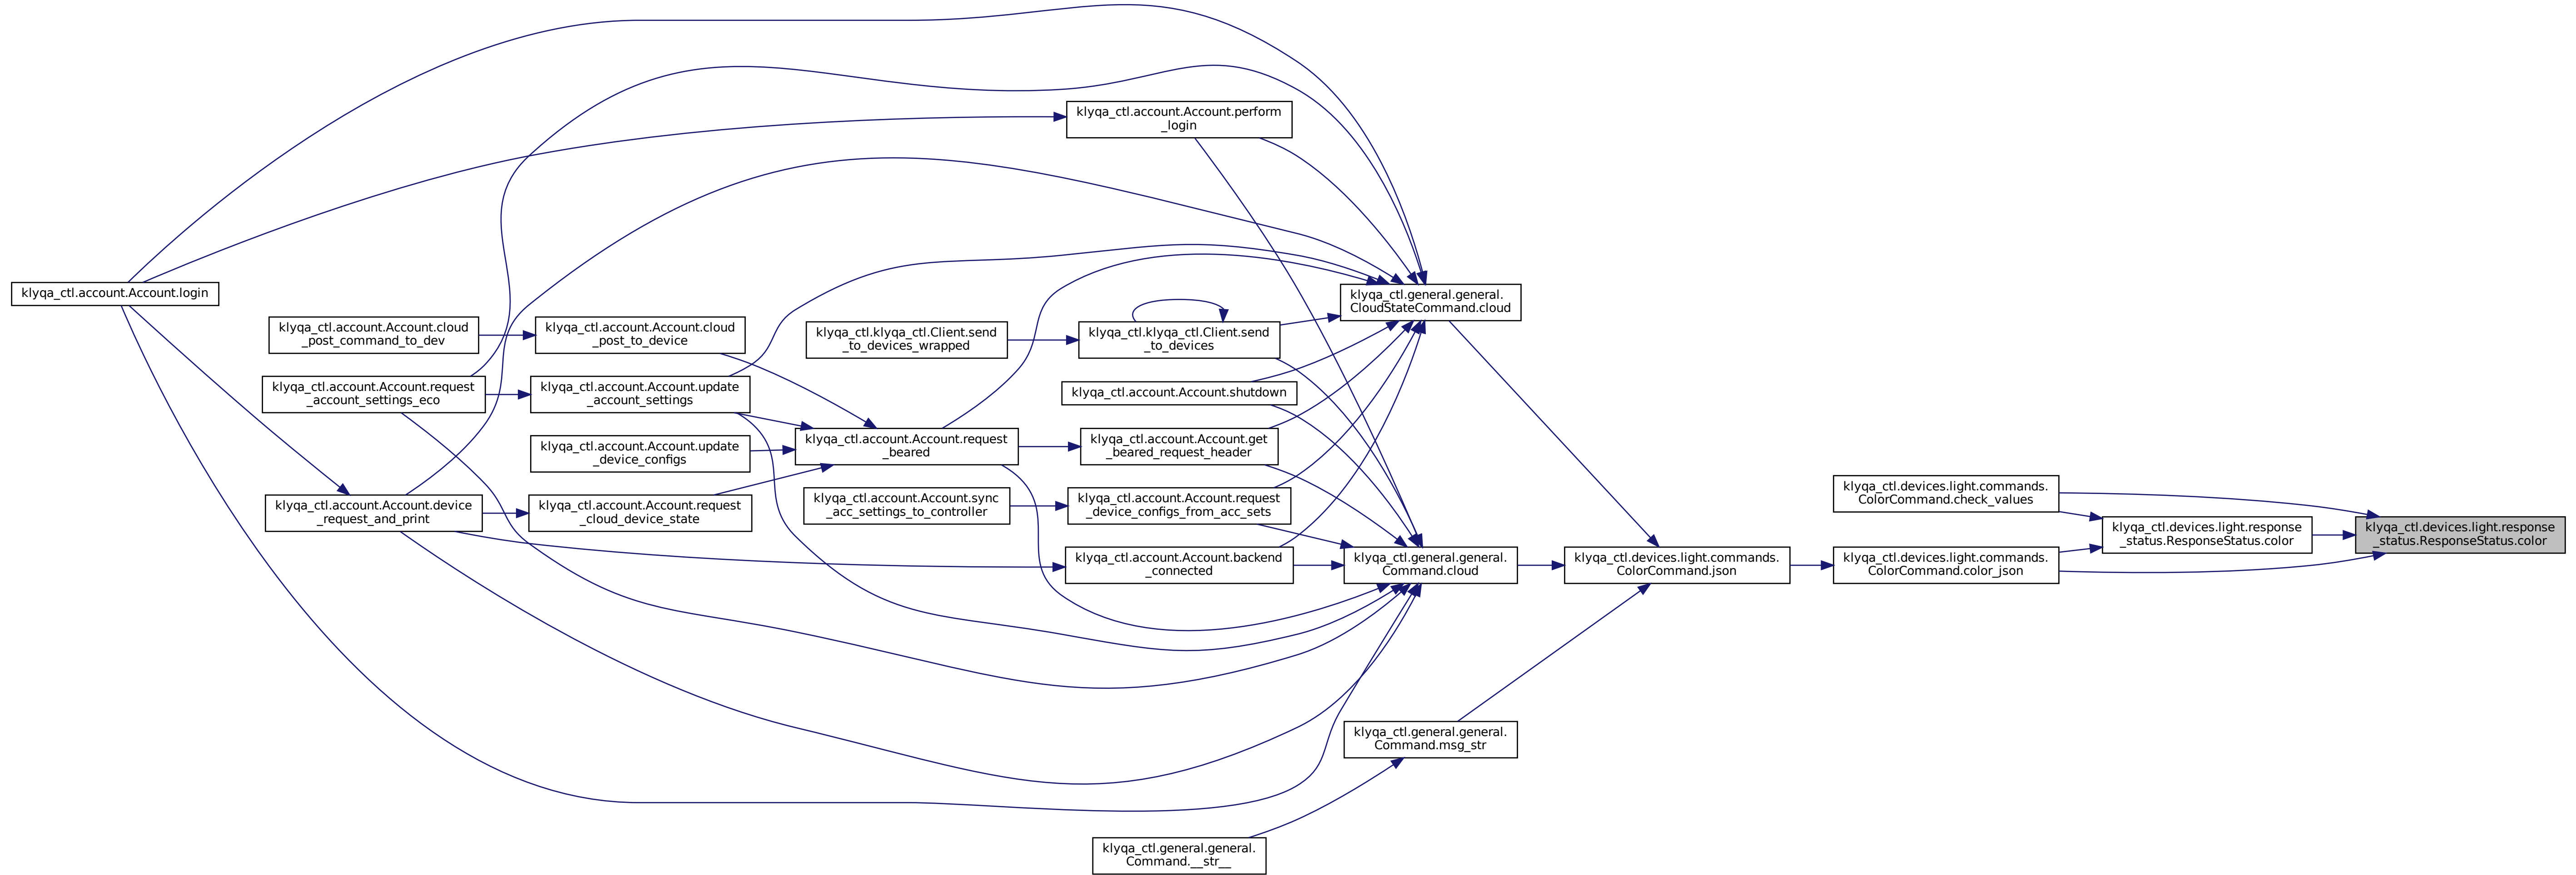 klyqa_ctl.account.Account.login
klyqa_ctl.account.Account.cloud
_post_command_to_dev
klyqa_ctl.account.Account.request
_account_settings_eco
klyqa_ctl.account.Account.device
_request_and_print
klyqa_ctl.account.Account.cloud
_post_to_device
klyqa_ctl.account.Account.update
_account_settings
klyqa_ctl.account.Account.update
_device_configs
klyqa_ctl.account.Account.request
_cloud_device_state
klyqa_ctl.klyqa_ctl.Client.send
_to_devices_wrapped
klyqa_ctl.account.Account.request
_beared
klyqa_ctl.account.Account.sync
_acc_settings_to_controller
klyqa_ctl.account.Account.perform
_login
klyqa_ctl.klyqa_ctl.Client.send
_to_devices
klyqa_ctl.account.Account.shutdown
klyqa_ctl.account.Account.get
_beared_request_header
klyqa_ctl.account.Account.request
_device_configs_from_acc_sets
klyqa_ctl.account.Account.backend
_connected
klyqa_ctl.general.general.
Command.__str__
klyqa_ctl.general.general.
CloudStateCommand.cloud
klyqa_ctl.general.general.
Command.cloud
klyqa_ctl.general.general.
Command.msg_str
klyqa_ctl.devices.light.commands.
ColorCommand.json
klyqa_ctl.devices.light.commands.
ColorCommand.check_values
klyqa_ctl.devices.light.commands.
ColorCommand.color_json
klyqa_ctl.devices.light.response
_status.ResponseStatus.color
klyqa_ctl.devices.light.response
_status.ResponseStatus.color